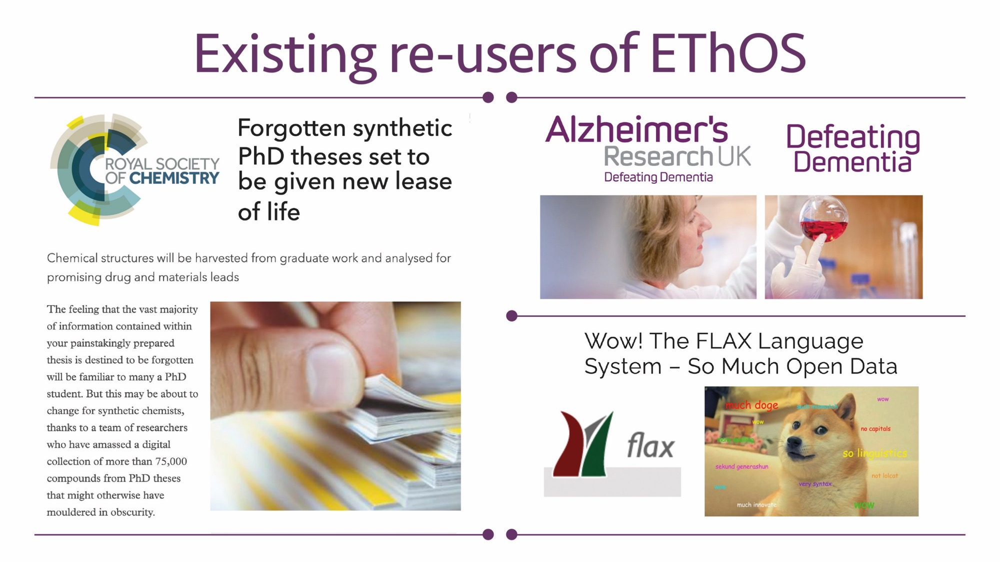 Existing re-users of EThOS
ROYAL SOCIETY
OF CHEMISTRY
Forgotten synthetic
PhD theses set to
be given new lease
of life
Chemical structures will be harvested from graduate work and analysed for
promising drug and materials leads
The feeling that the vast majority
of information contained within
your painstakingly prepared
thesis is destined to be forgotten
will be familiar to many a PhD
student. But this may be about to
change for synthetic chemists,
thanks to a team of researchers
who have amassed a digital
collection of more than 75,000
compounds from PhD theses
that might otherwise have
mouldered in obscurity.
Alzheimer's
Research UK
Defeating Dementia
Defeating
Dementia
Wow! The FLAX Language
System – So Much Open Data
flax
much doge
wow
wow
no capitals
so linguistics
sekund generashun
not lolcat
very syntax
wow
much innovate
wow